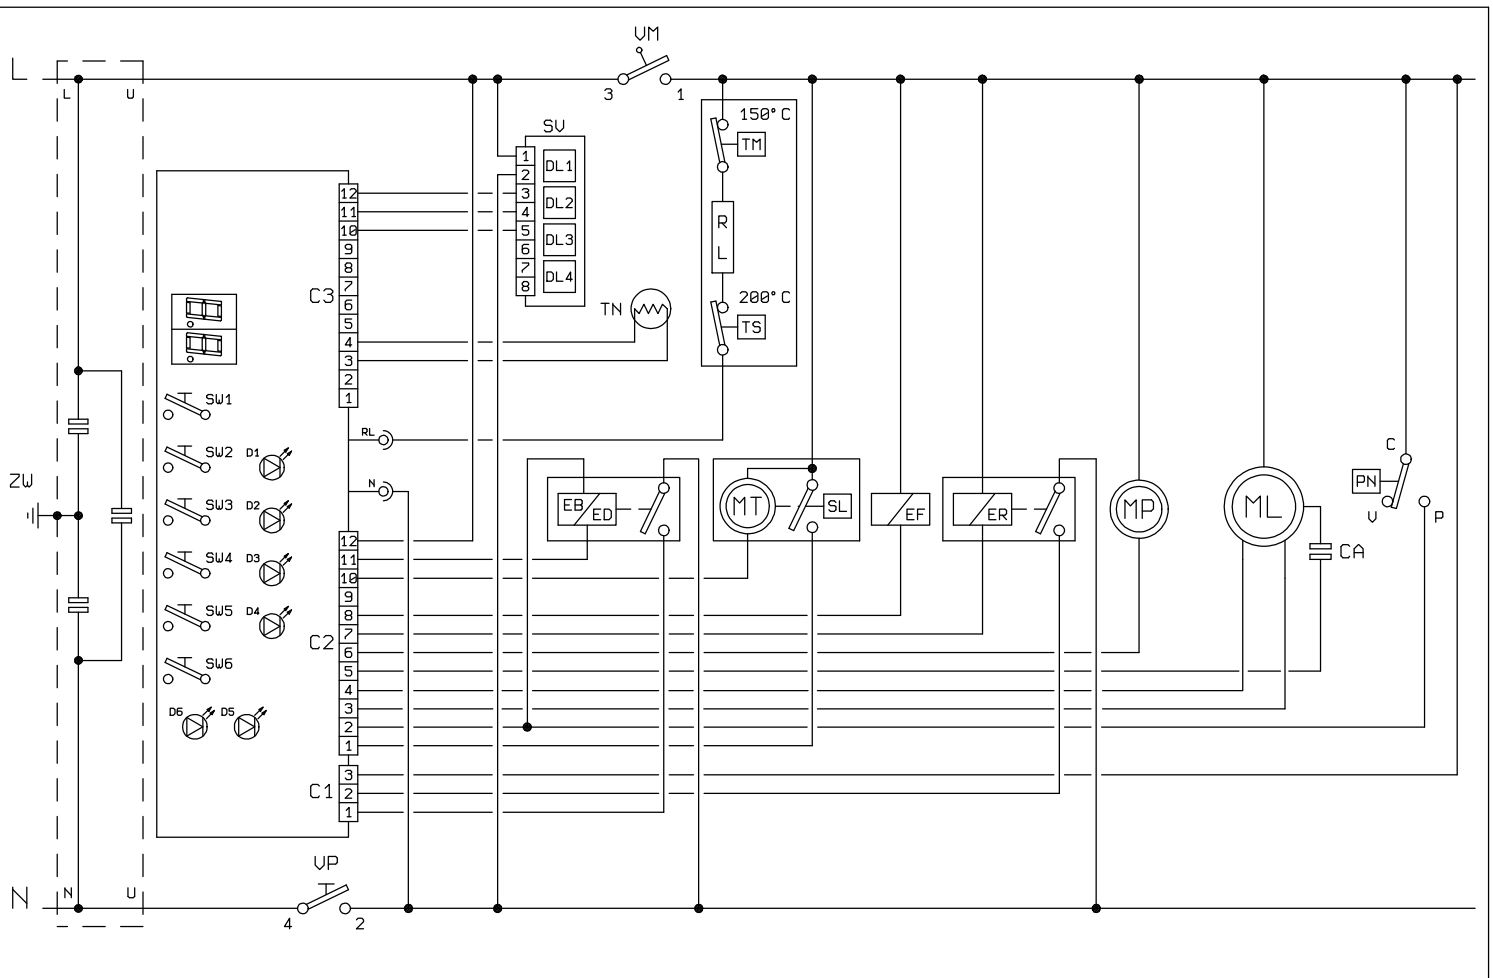 VM
L
3 1
L U
SV
150°C
TM
1
2
3
4
5
6
7
8
DL1
DL2
DL3
DL4
12
11
10
9
8
7
6
5
4
3
2
1
C3
TN
R
L
200°C
TS
SW1
SW2 D1
SW3 D2
SW4 D3
SW5 D4
SW6
D6 D5
RL
N
ZW
EB
ED
MT
SL
EF
ER
MP
ML
CA
C
PN
V P
12
11
10
9
8
7
6
5
4
3
2
1
C2
3
2
1
C1
VP
N
N U
4 2